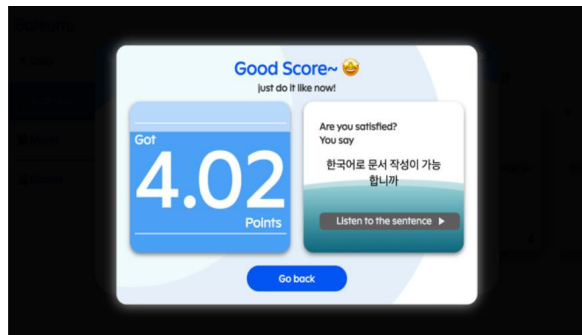 Good Score~ 🤩
just do it like now!
Got
4.02
Points
Are you satisfied?
You say
한국어로 문서 작성이 가능
합니까
Listen to the sentence ▶
Go back